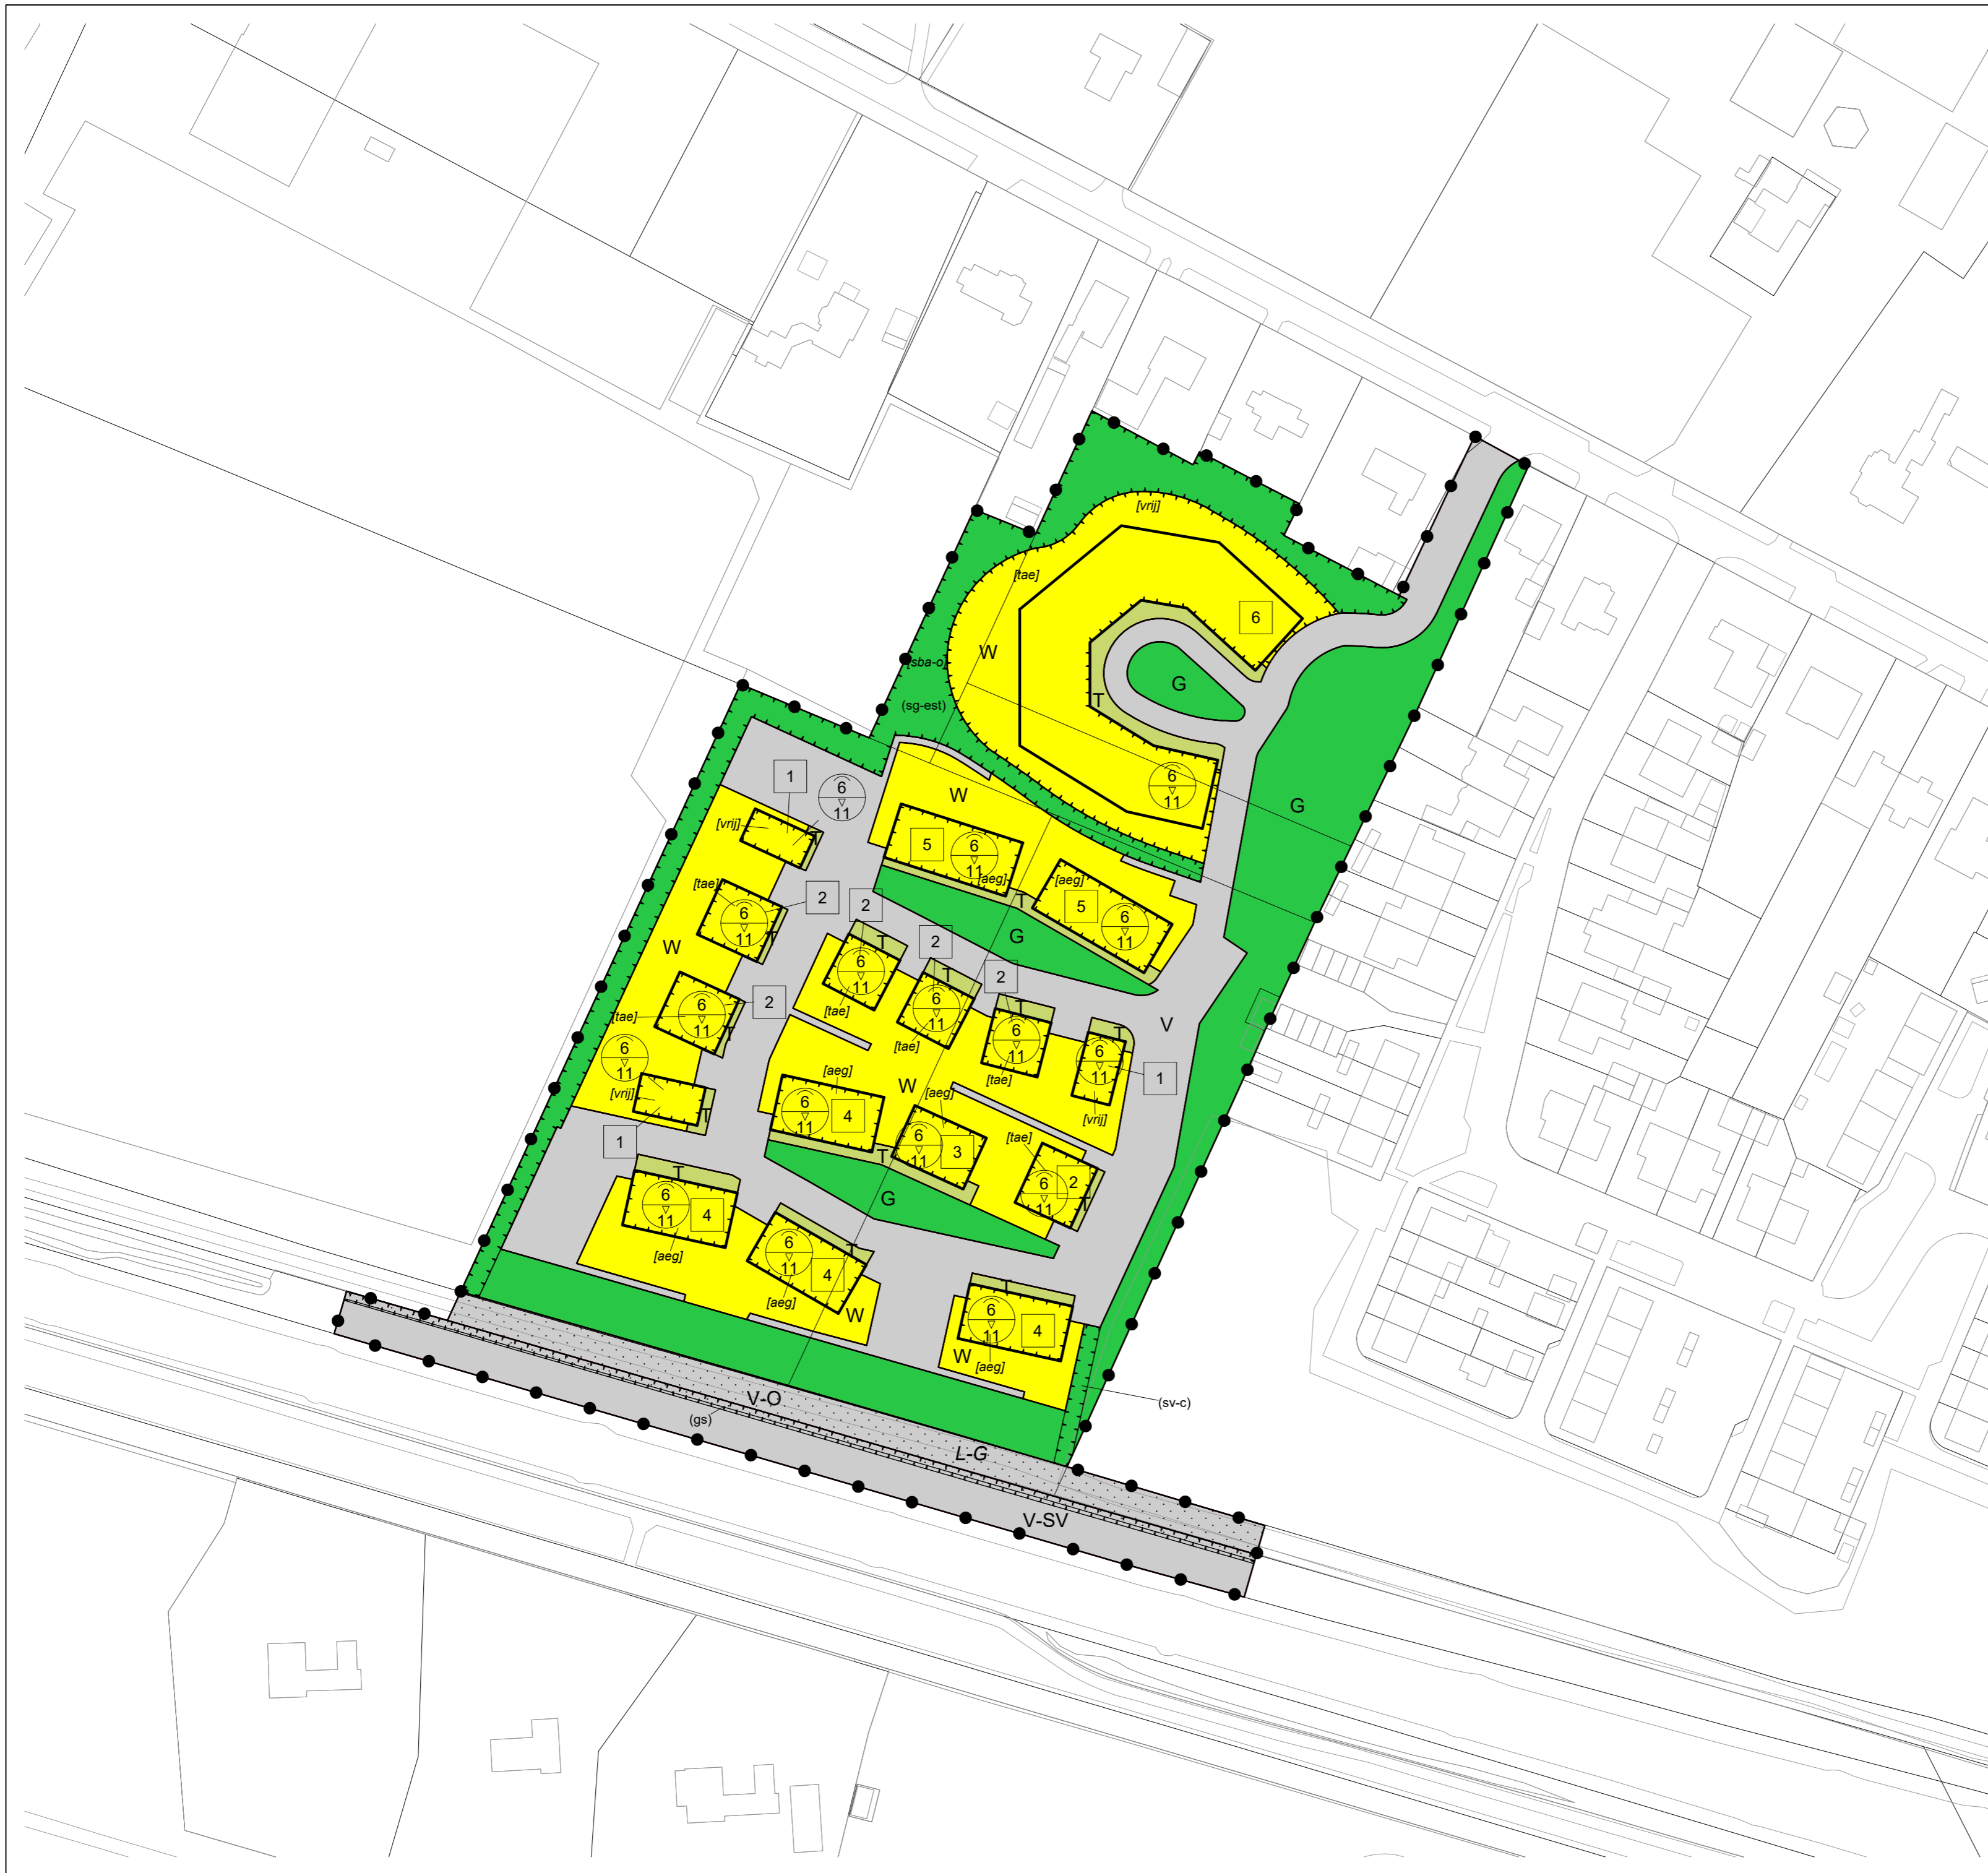 [vrij]
[tae]
6
W
[sba-o]
G
T
(sg-est)
1
6
11
6
11
W
G
[vrij]
T
5
6
11
[aeg]
[aeg]
[tae]
2
2
T
5
6
11
6
11
T
T
2
G
W
2
6
11
T
T
[tae]
2
6
11
T
6
11
V
[tae]
[tae]
T
6
11
T
6
11
[tae]
6
11
1
[vrij]
[aeg]
W
[aeg]
[vrij]
T
6
11
4
1
6
11
3
[tae]
T
2
6
11
T
T
6
11
4
G
[aeg]
6
11
T
4
[aeg]
W
T
6
11
4
W
[aeg]
V-O
(gs)
(sv-c)
L-G
V-SV